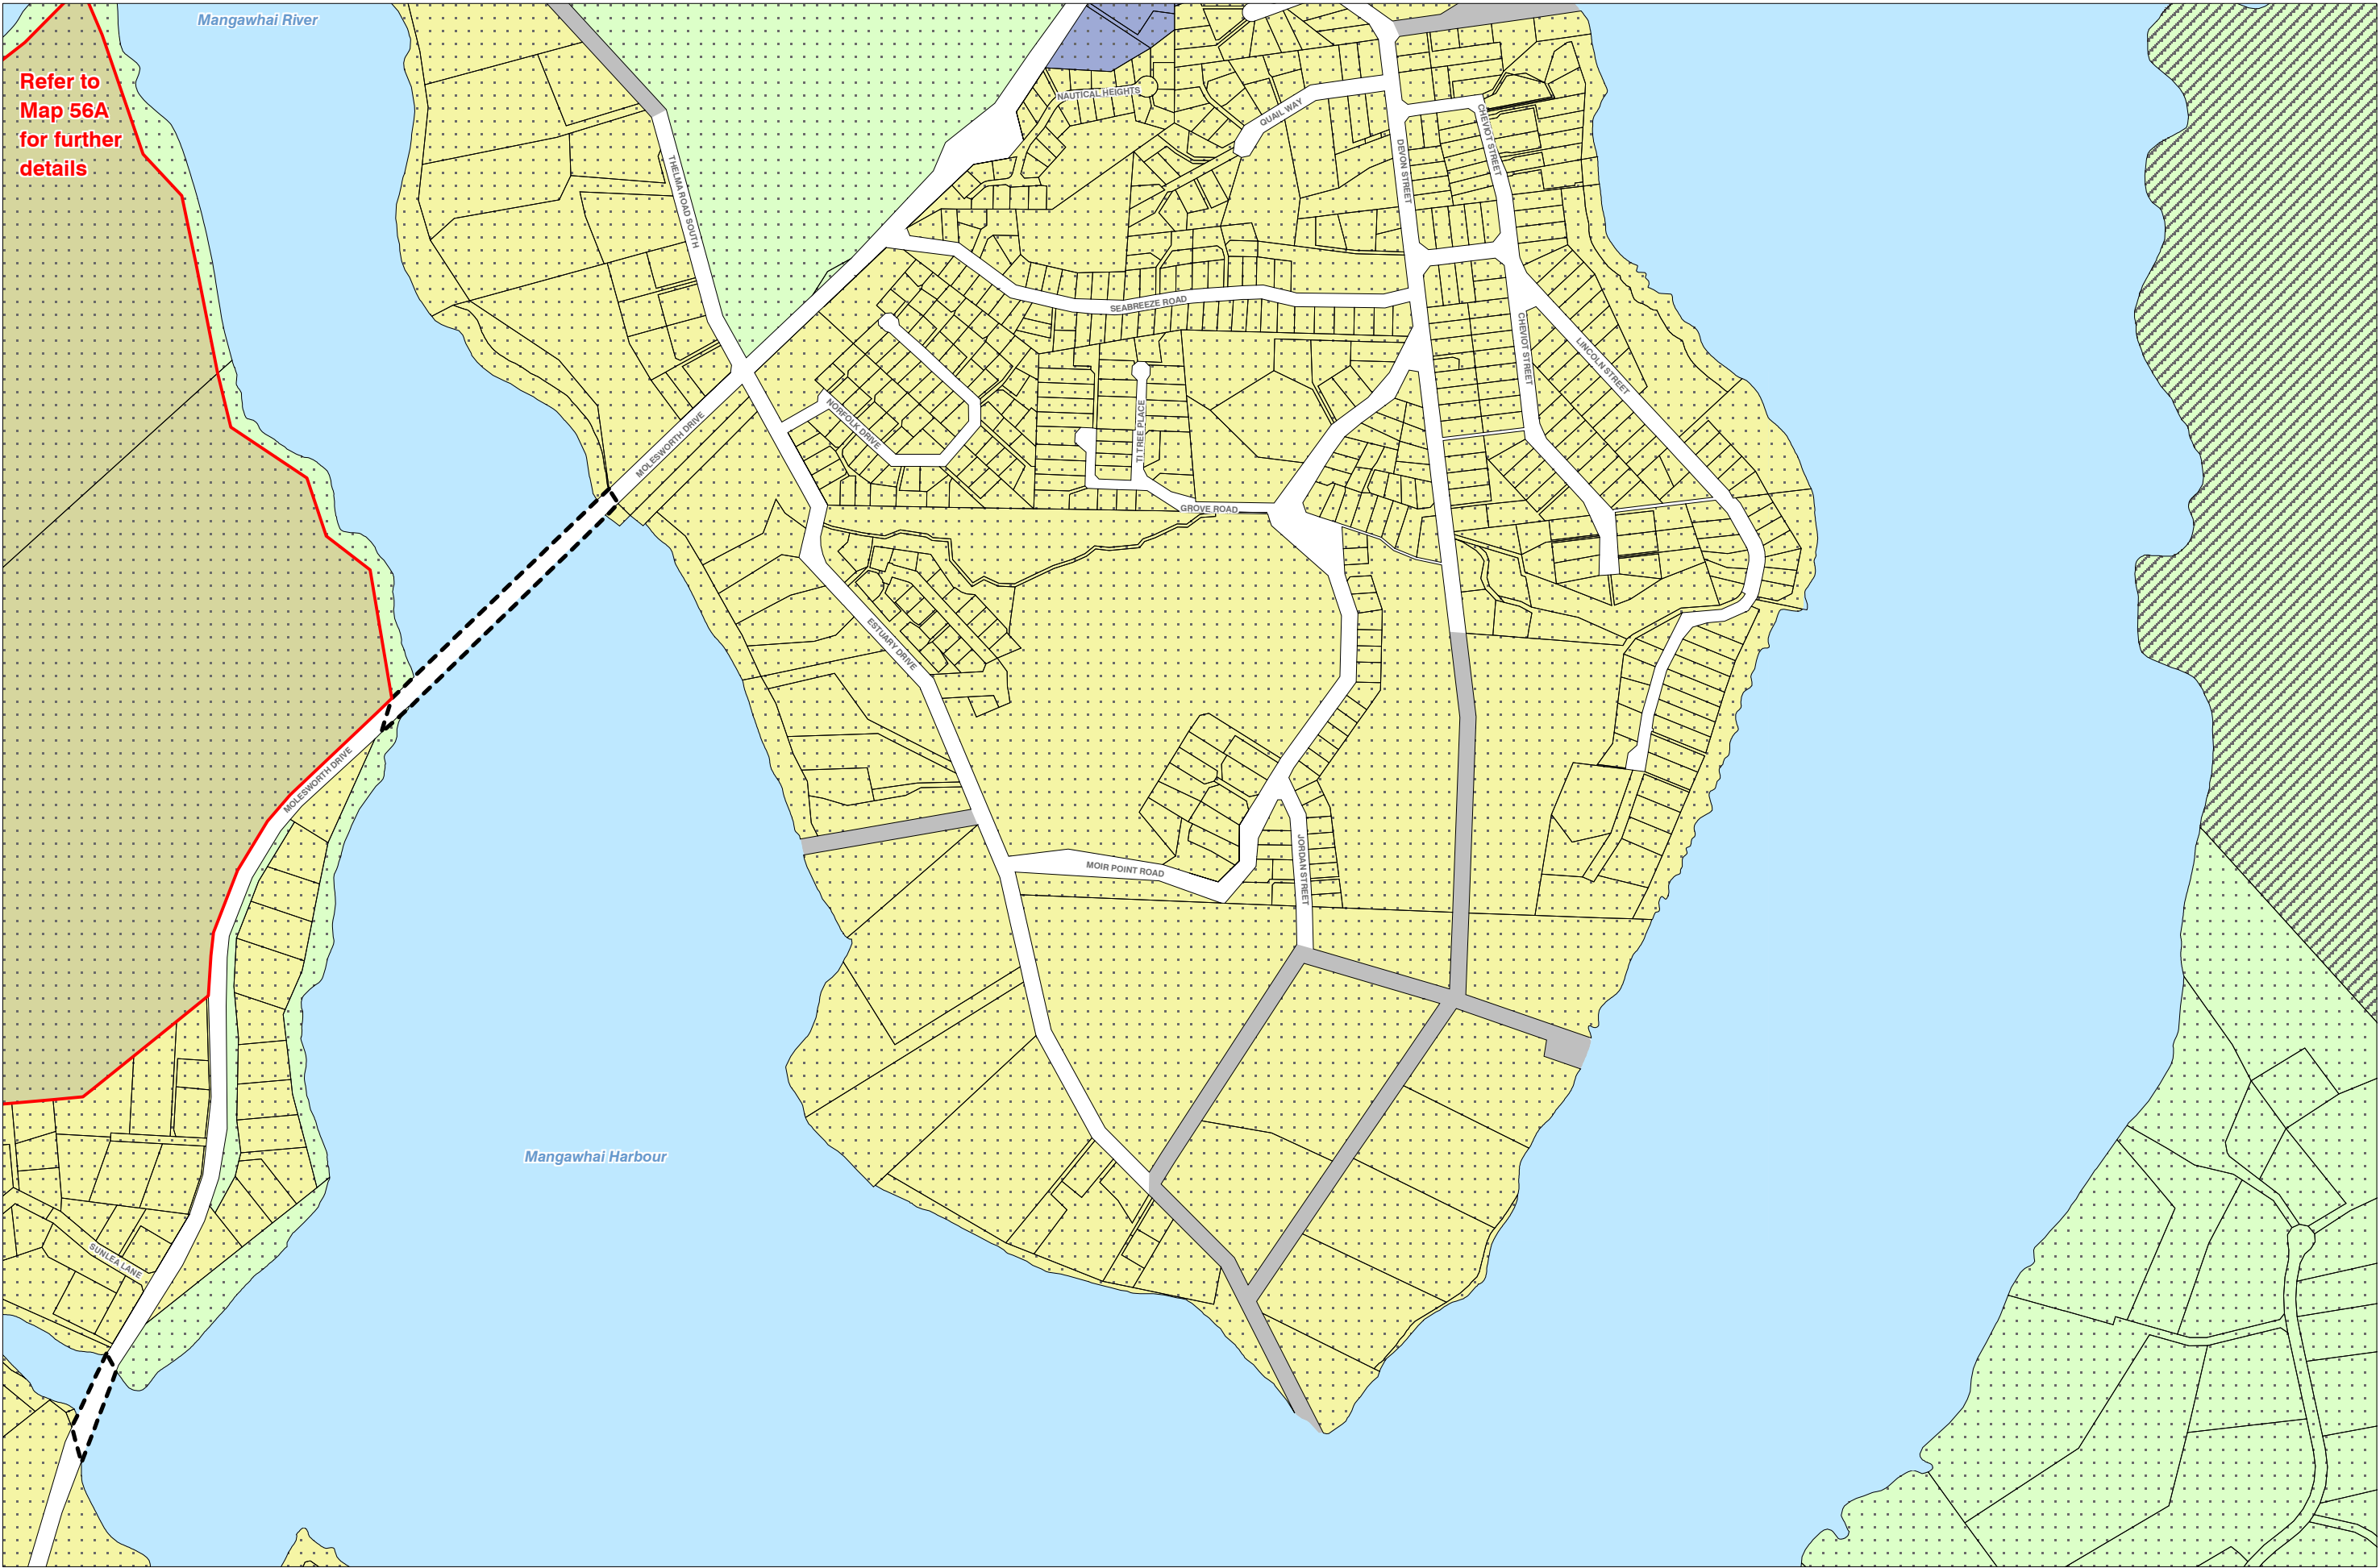 Mangawhai River
Refer to
Map 56A
for further
details
NAUTICAL HEIGHTS
QUAIL WAY
CHEVIOT STREET
DEVON STREET
THELMA ROAD SOUTH
SEABREEZE ROAD
CHEVIOT STREET
LINCOLN STREET
NORFOLK DRIVE
MOLESWORTH DRIVE
TI TREE PLACE
GROVE ROAD
ESTUARY DRIVE
MOLESWORTH DRIVE
MOIR POINT ROAD
JORDAN STREET
Mangawhai Harbour
SUNLEA LANE